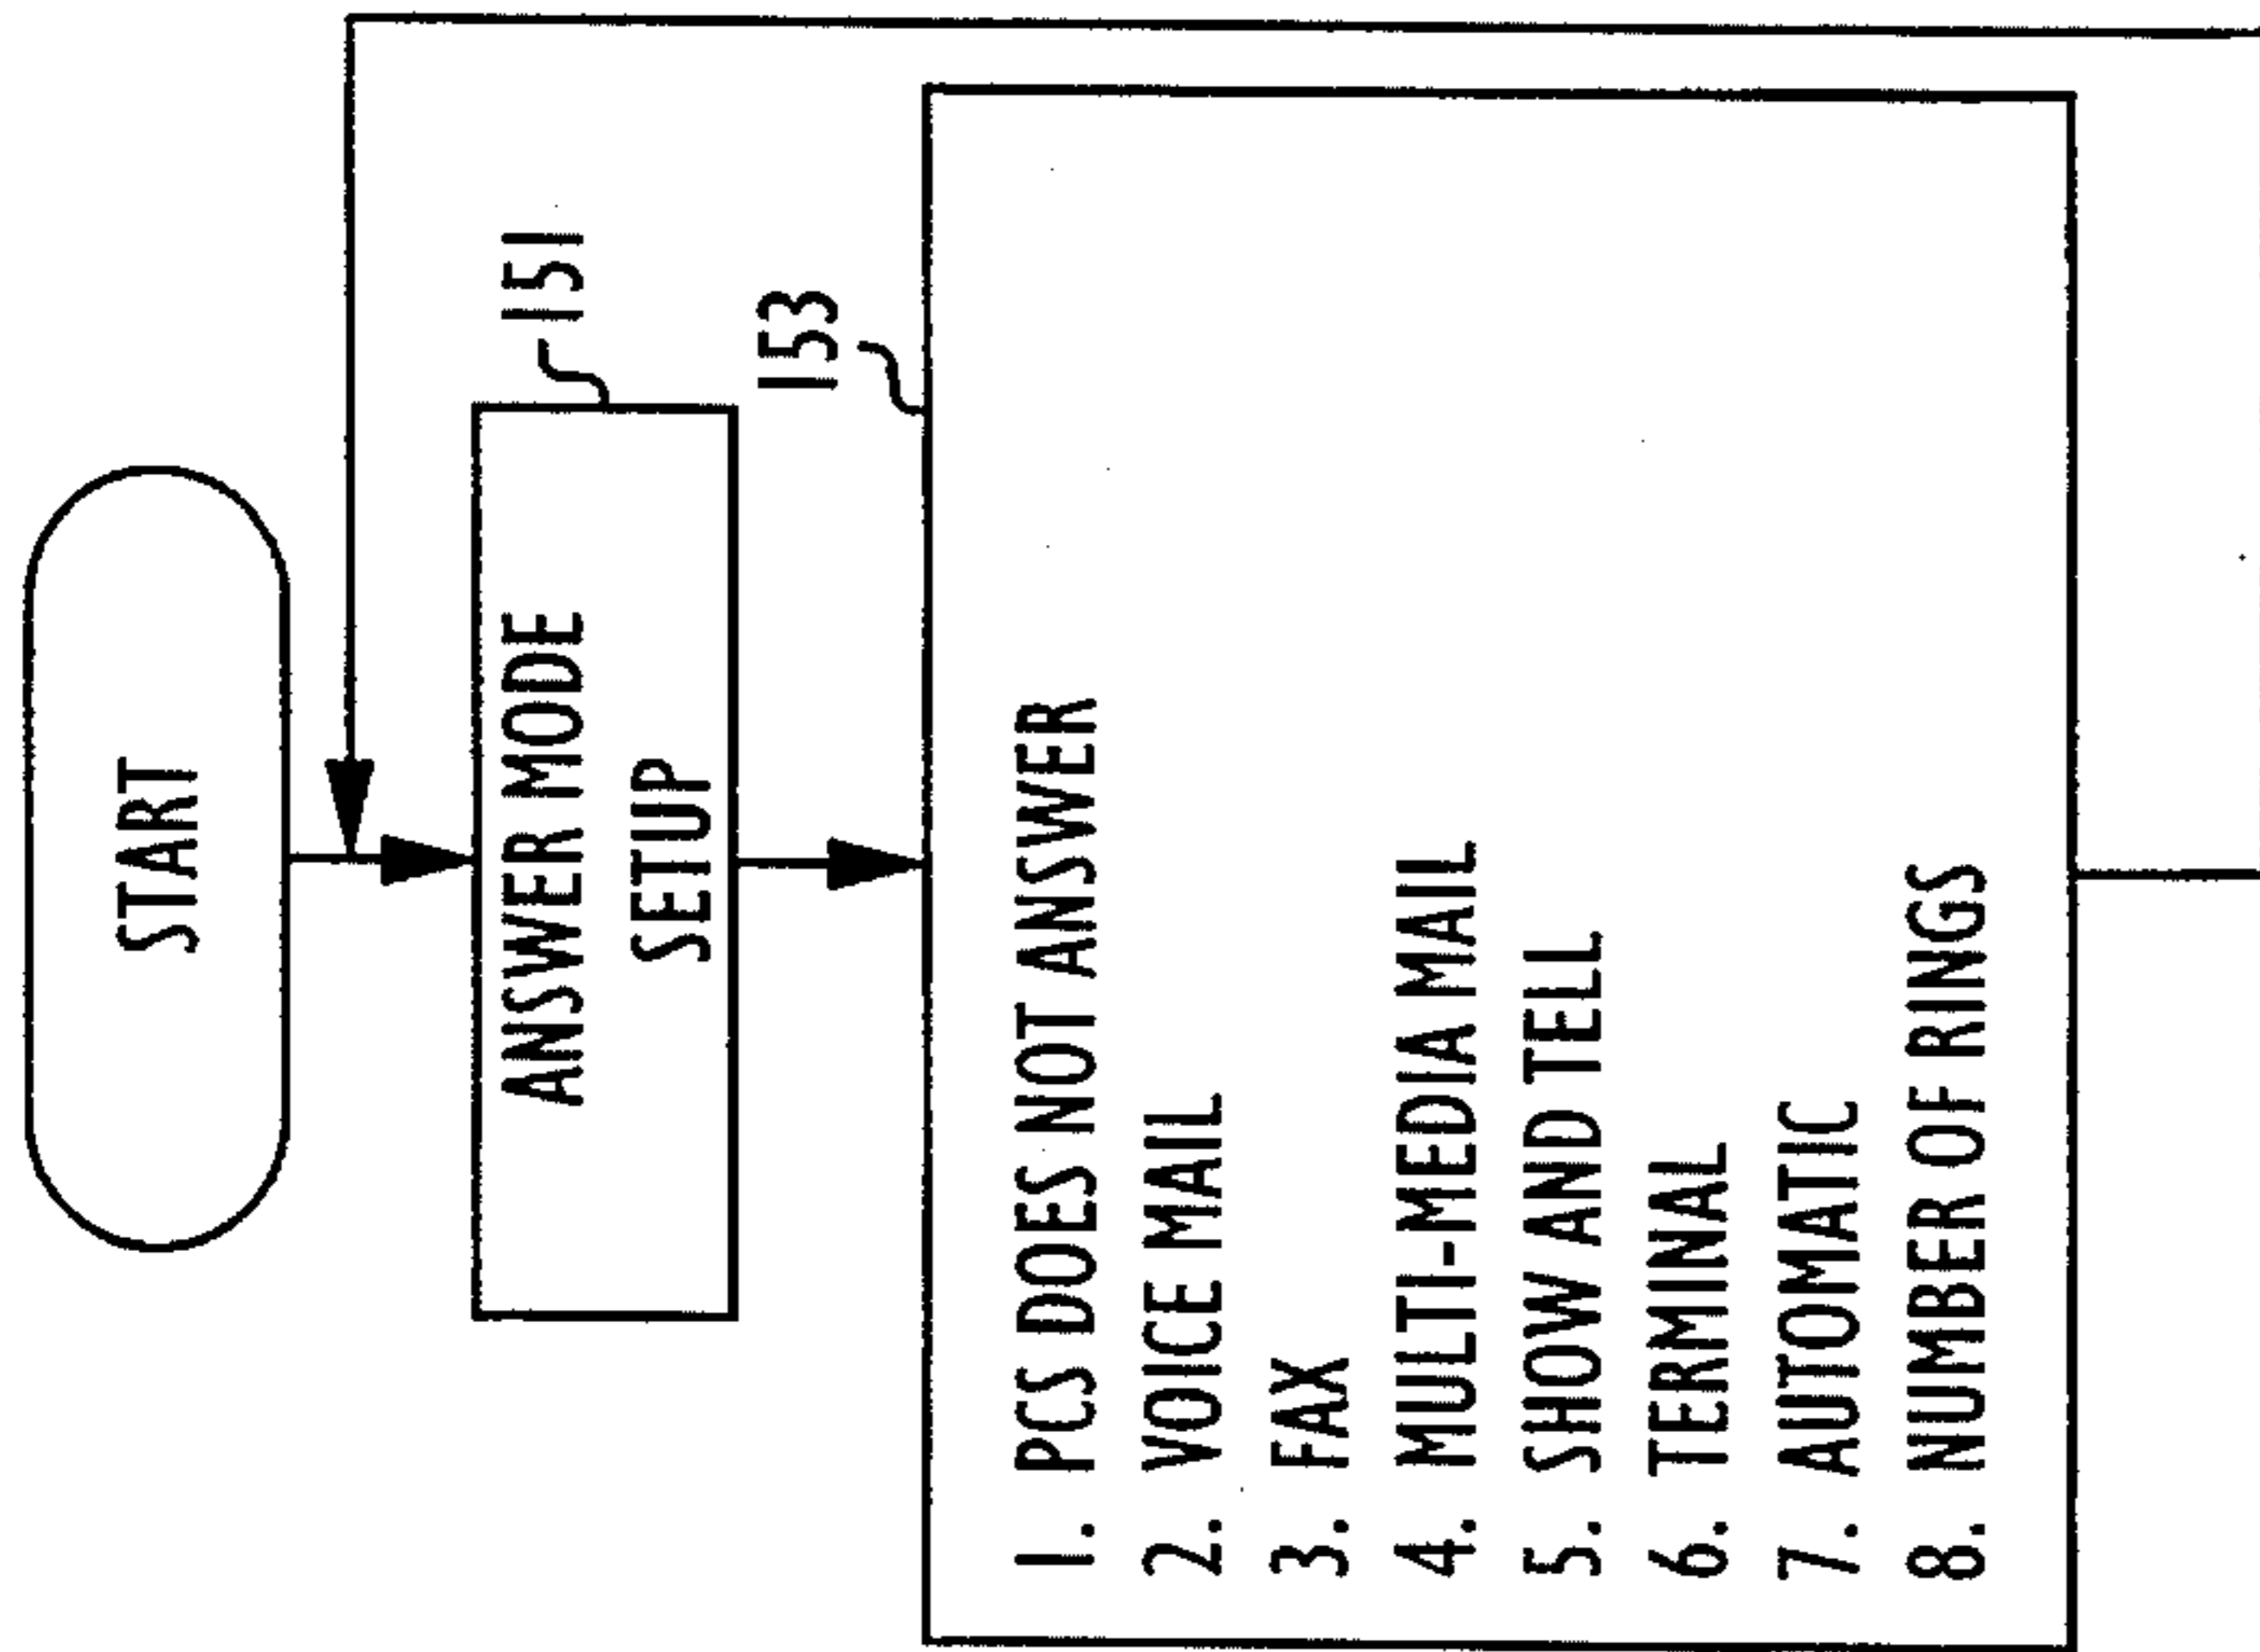 START
ANSWER MODE
SETUP
151
153
1. PCS DOES NOT ANSWER
2. VOICE MAIL
3. FAX
4. MULTI-MEDIA MAIL
5. SHOW AND TELL
6. TERMINAL
7. AUTOMATIC
8. NUMBER OF RINGS